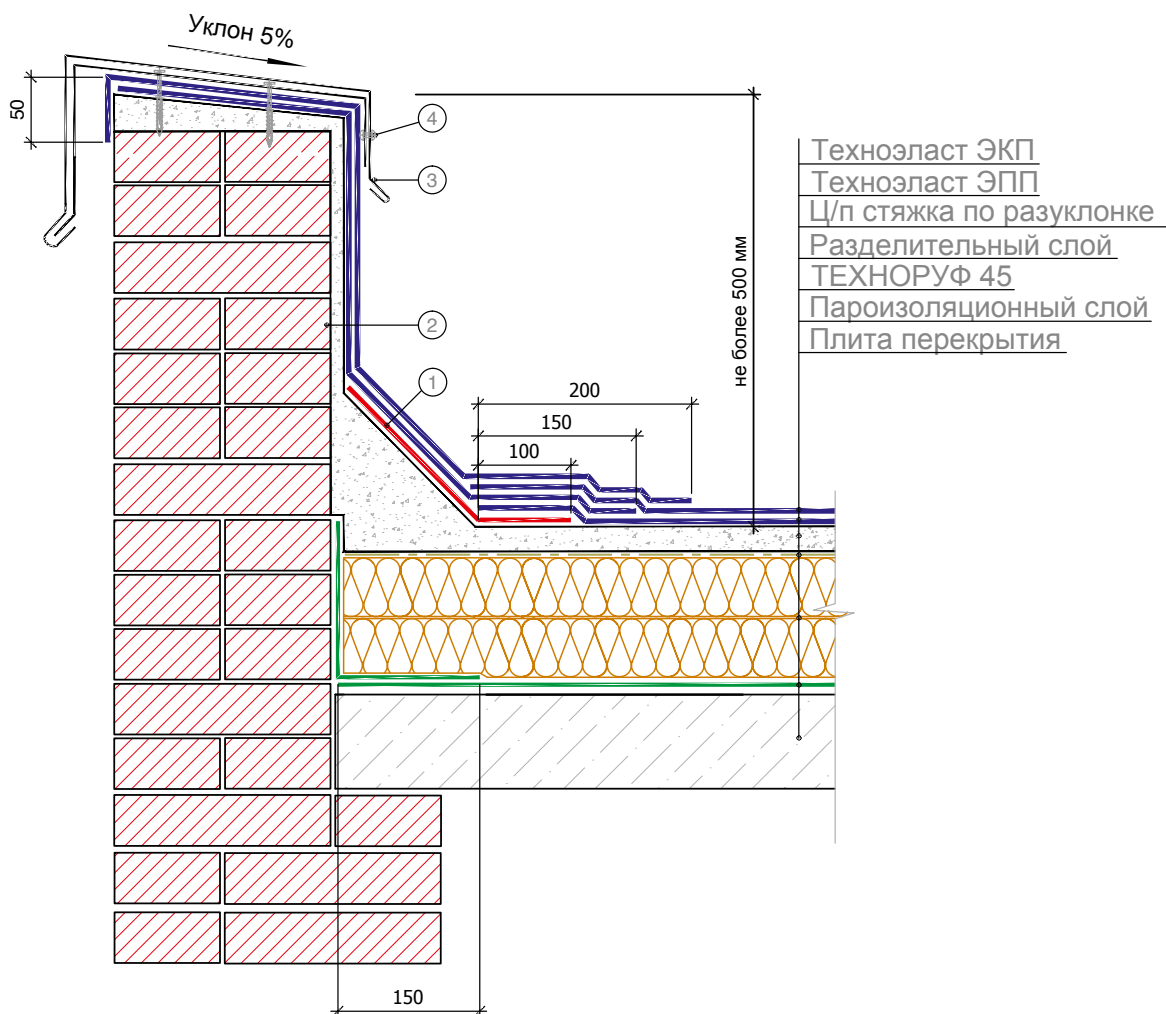 Уклон 5%
50
4
3
Техноэласт ЭКП
Техноэласт ЭПП
Ц/п стяжка по разуклонке
Разделительный слой
ТЕХНОРУФ 45
Пароизоляционный слой
Плита перекрытия
не более 500 мм
2
1
200
150
100
150